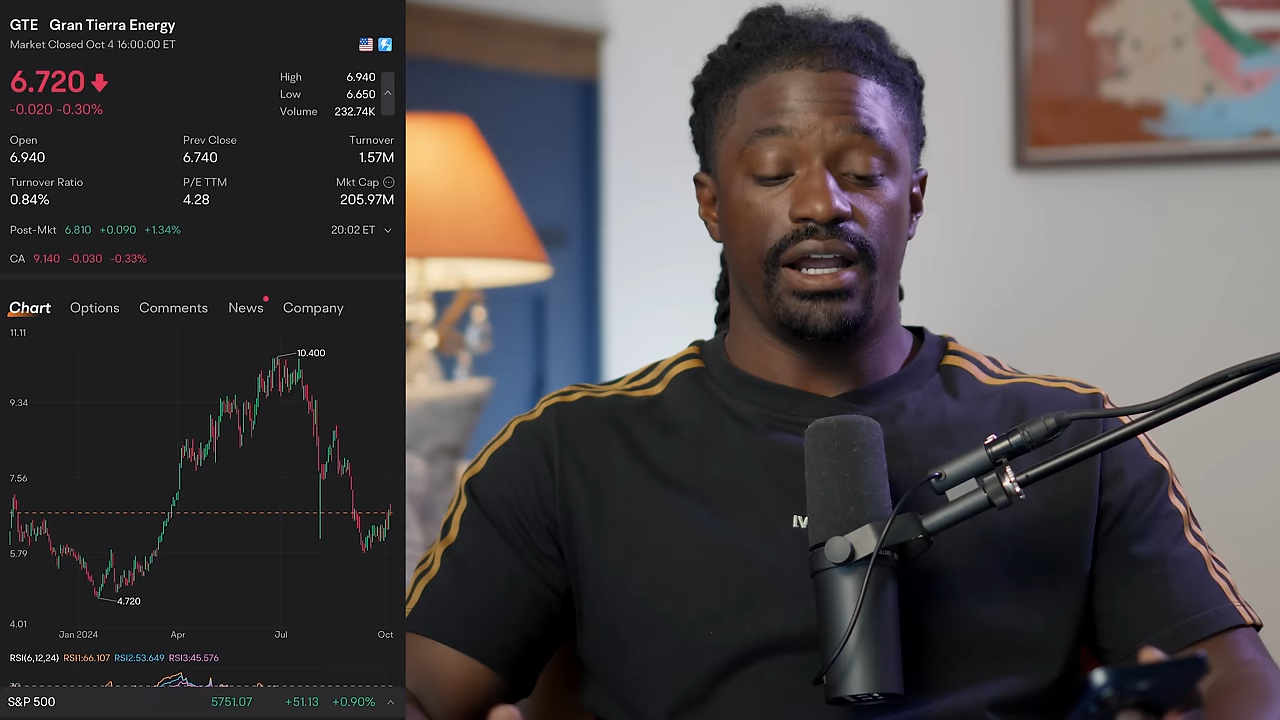 GTE Gran Tierra Energy
Market Closed Oct 4 16:00:00 ET
6.720
-0.020 -0.30%
High 6.940
Low 6.650
Volume 232.74K
Open Prev Close Turnover
6.940 6.740 1.57M
Turnover Ratio P/E TTM Mkt Cap
0.84% 4.28 205.97M
Post-Mkt 6.810 +0.090 +1.34% 20:02 ET
CA 9.140 -0.030 -0.33%
Chart Options Comments News Company
11.11
10.400
9.34
7.56
5.79
4.720
4.01
Jan 2024 Apr Jul Oct
RSI(6,12,24) RSI1:66.107 RSI2:53.649 RSI3:45.576
S&P 500 5751.07 +51.13 +0.90%